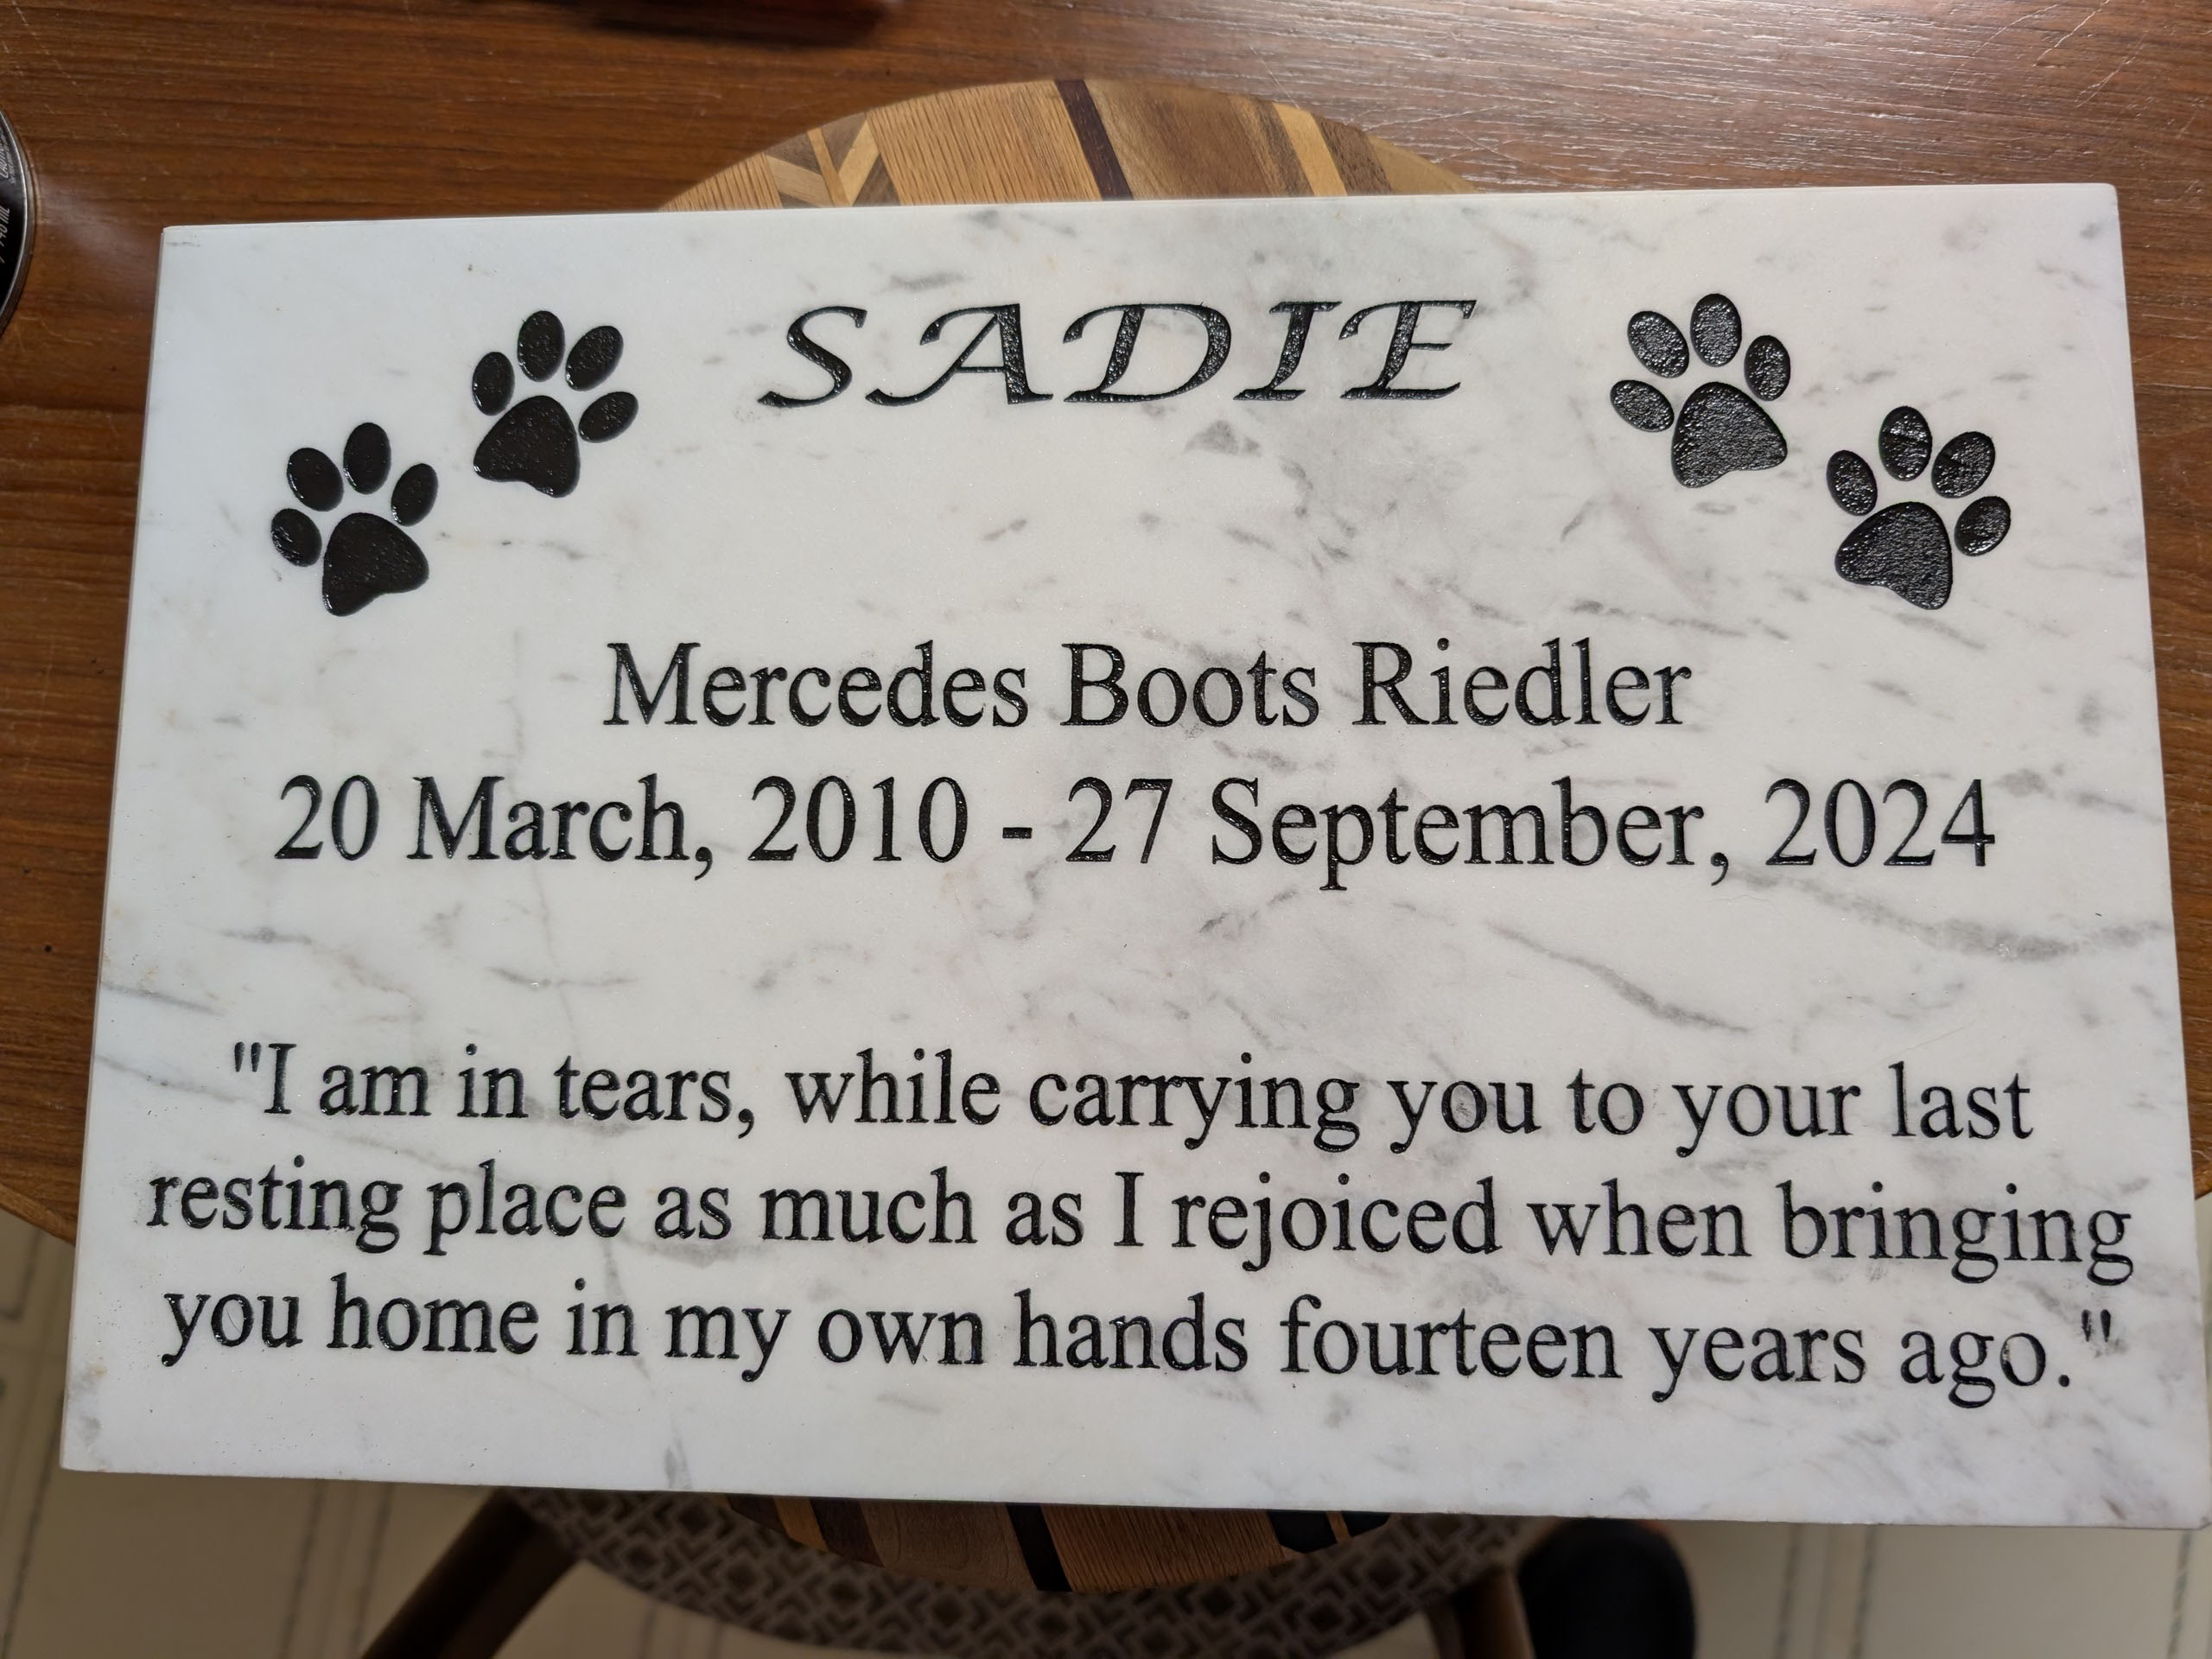 SADIE
Mercedes Boots Riedler
20 March, 2010 - 27 September, 2024
"I am in tears, while carrying you to your last
resting place as much as I rejoiced when bringing
you home in my own hands fourteen years ago."